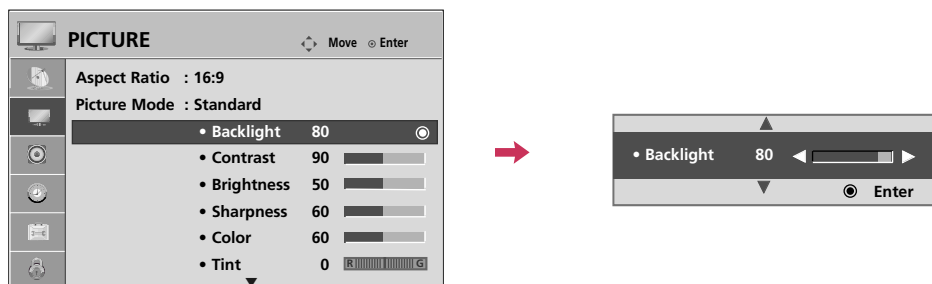 PICTURE
Move Enter
Aspect Ratio : 16:9
Picture Mode : Standard
• Backlight 80
• Contrast 90
• Brightness 50
• Sharpness 60
• Color 60
• Tint 0 R G
• Backlight 80
Enter